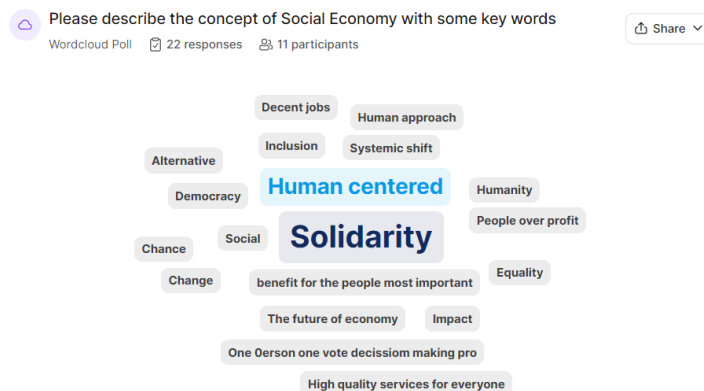 Please describe the concept of Social Economy with some key words
Wordcloud Poll 22 responses 11 participants
Share
Decent jobs
Human approach
Inclusion
Systemic shift
Alternative
Human centered
Humanity
Democracy
People over profit
Social
Solidarity
Chance
Equality
Change
benefit for the people most important
The future of economy
Impact
One 0erson one vote decissiom making pro
High quality services for everyone